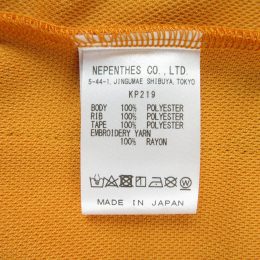 NEPENTHES CO., LTD.
5-44-1, JINGUMAE SHIBUYA, TOKYO
KP219
BODY 100% POLYESTER
RIB 100% POLYESTER
TAPE 100% POLYESTER
EMBROIDERY YARN
100% RAYON
MADE IN JAPAN